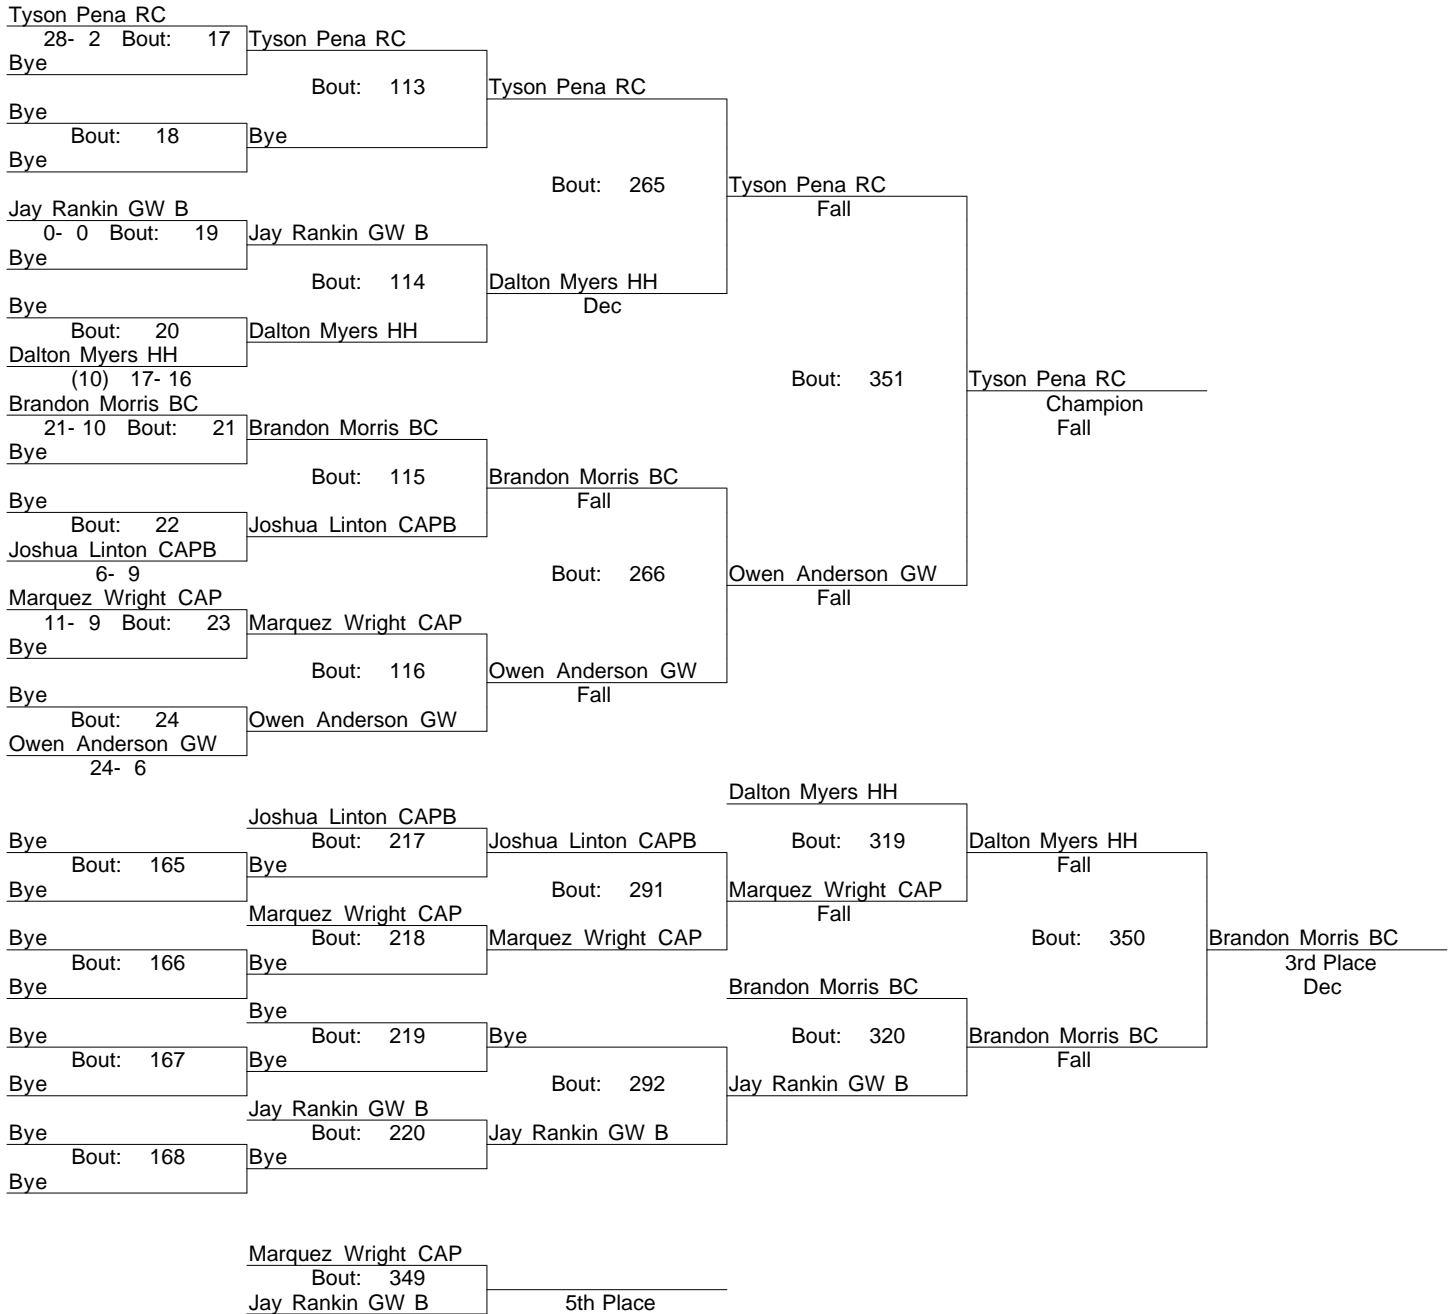 Tyson Pena RC
28- 2 Bout: 17 Tyson Pena RC
Bye
Bout: 113 Tyson Pena RC
Bye
Bout: 18 Bye
Bye
Bout: 265 Tyson Pena RC
Jay Rankin GW B
Fall
0- 0 Bout: 19 Jay Rankin GW B
Bye
Bout: 114 Dalton Myers HH
Bye
Dec
Bout: 20 Dalton Myers HH
Dalton Myers HH
(10) 17- 16
Bout: 351 Tyson Pena RC
Brandon Morris BC
Champion
21- 10 Bout: 21 Brandon Morris BC
Fall
Bye
Bout: 115 Brandon Morris BC
Bye
Fall
Bout: 22 Joshua Linton CAPB
Joshua Linton CAPB
6- 9
Bout: 266 Owen Anderson GW
Marquez Wright CAP
Fall
11- 9 Bout: 23 Marquez Wright CAP
Bye
Bout: 116 Owen Anderson GW
Bye
Fall
Bout: 24 Owen Anderson GW
Owen Anderson GW
24- 6
Dalton Myers HH
Joshua Linton CAPB
Bye
Bout: 217 Joshua Linton CAPB
Bout: 319 Dalton Myers HH
Bout: 165 Bye
Fall
Bye
Bout: 291 Marquez Wright CAP
Marquez Wright CAP
Fall
Bye
Bout: 218 Marquez Wright CAP
Bout: 350 Brandon Morris BC
Bout: 166 Bye
3rd Place
Bye
Brandon Morris BC
Dec
Bye
Bye
Bout: 219 Bye
Bout: 320 Brandon Morris BC
Bout: 167 Bye
Fall
Bye
Bout: 292 Jay Rankin GW B
Jay Rankin GW B
Bye
Bout: 220 Jay Rankin GW B
Bout: 168 Bye
Bye
Marquez Wright CAP
Bout: 349
Jay Rankin GW B
5th Place